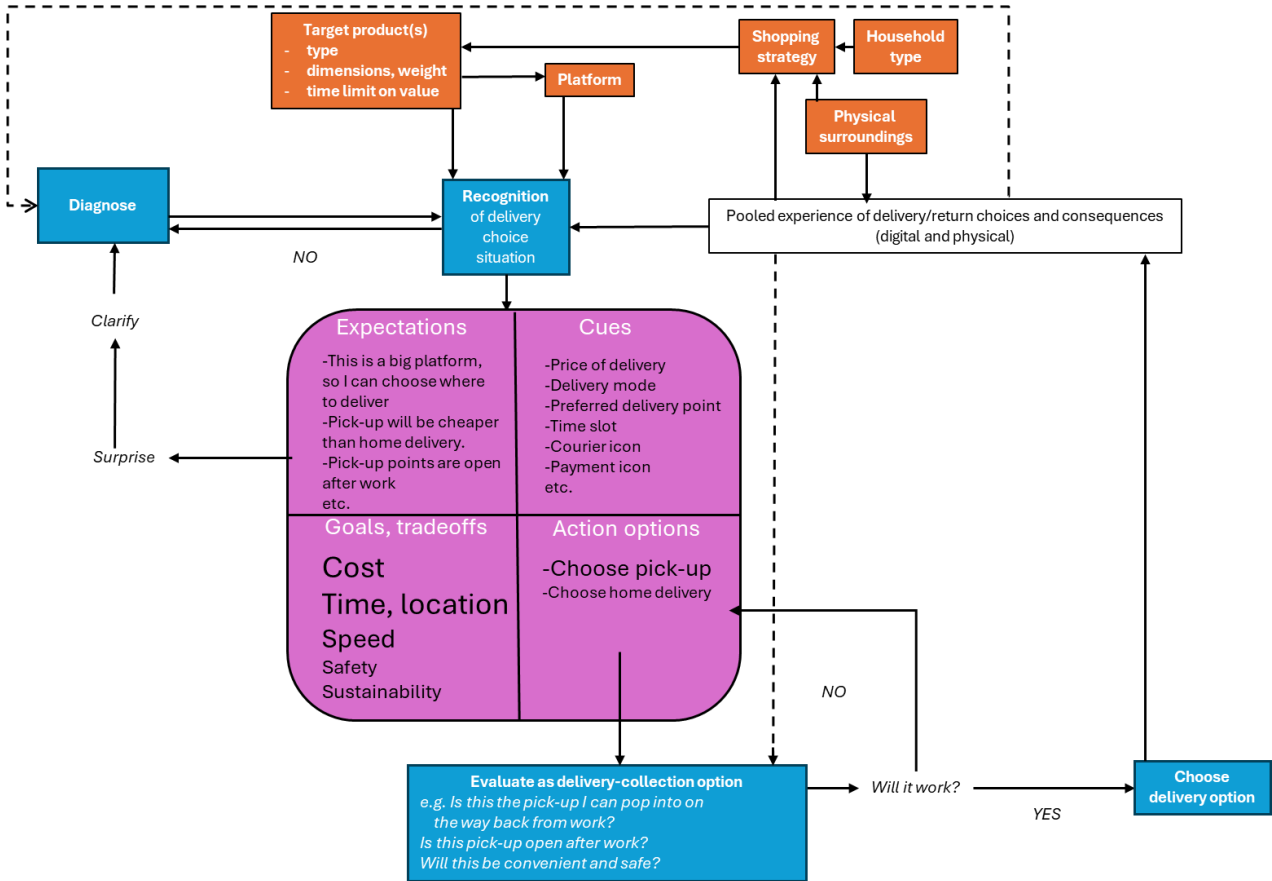 Target product(s)
- type
- dimensions, weight
- time limit on value
Platform
Shopping
strategy
Household
type
Physical
surroundings
Diagnose
Recognition
of delivery
choice
situation
Pooled experience of delivery/return choices and consequences
(digital and physical)
NO
Clarify
Surprise
Expectations
-This is a big platform,
so I can choose where
to deliver
-Pick-up will be cheaper
than home delivery.
-Pick-up points are open
after work
etc.
Cues
-Price of delivery
-Delivery mode
-Preferred delivery point
-Time slot
-Courier icon
-Payment icon
etc.
Goals, tradeoffs
Cost
Time, location
Speed
Safety
Sustainability
Action options
-Choose pick-up
-Choose home delivery
NO
Evaluate as delivery-collection option
e.g. Is this the pick-up I can pop into on
the way back from work?
Is this pick-up open after work?
Will this be convenient and safe?
Will it work?
YES
Choose
delivery option